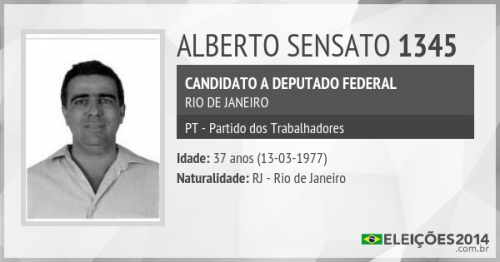 ALBERTO SENSATO 1345
CANDIDATO A DEPUTADO FEDERAL
RIO DE JANEIRO
PT - Partido dos Trabalhadores
Idade: 37 anos (13-03-1977)
Naturalidade: RJ - Rio de Janeiro
ELEIÇÕES2014
.com.br